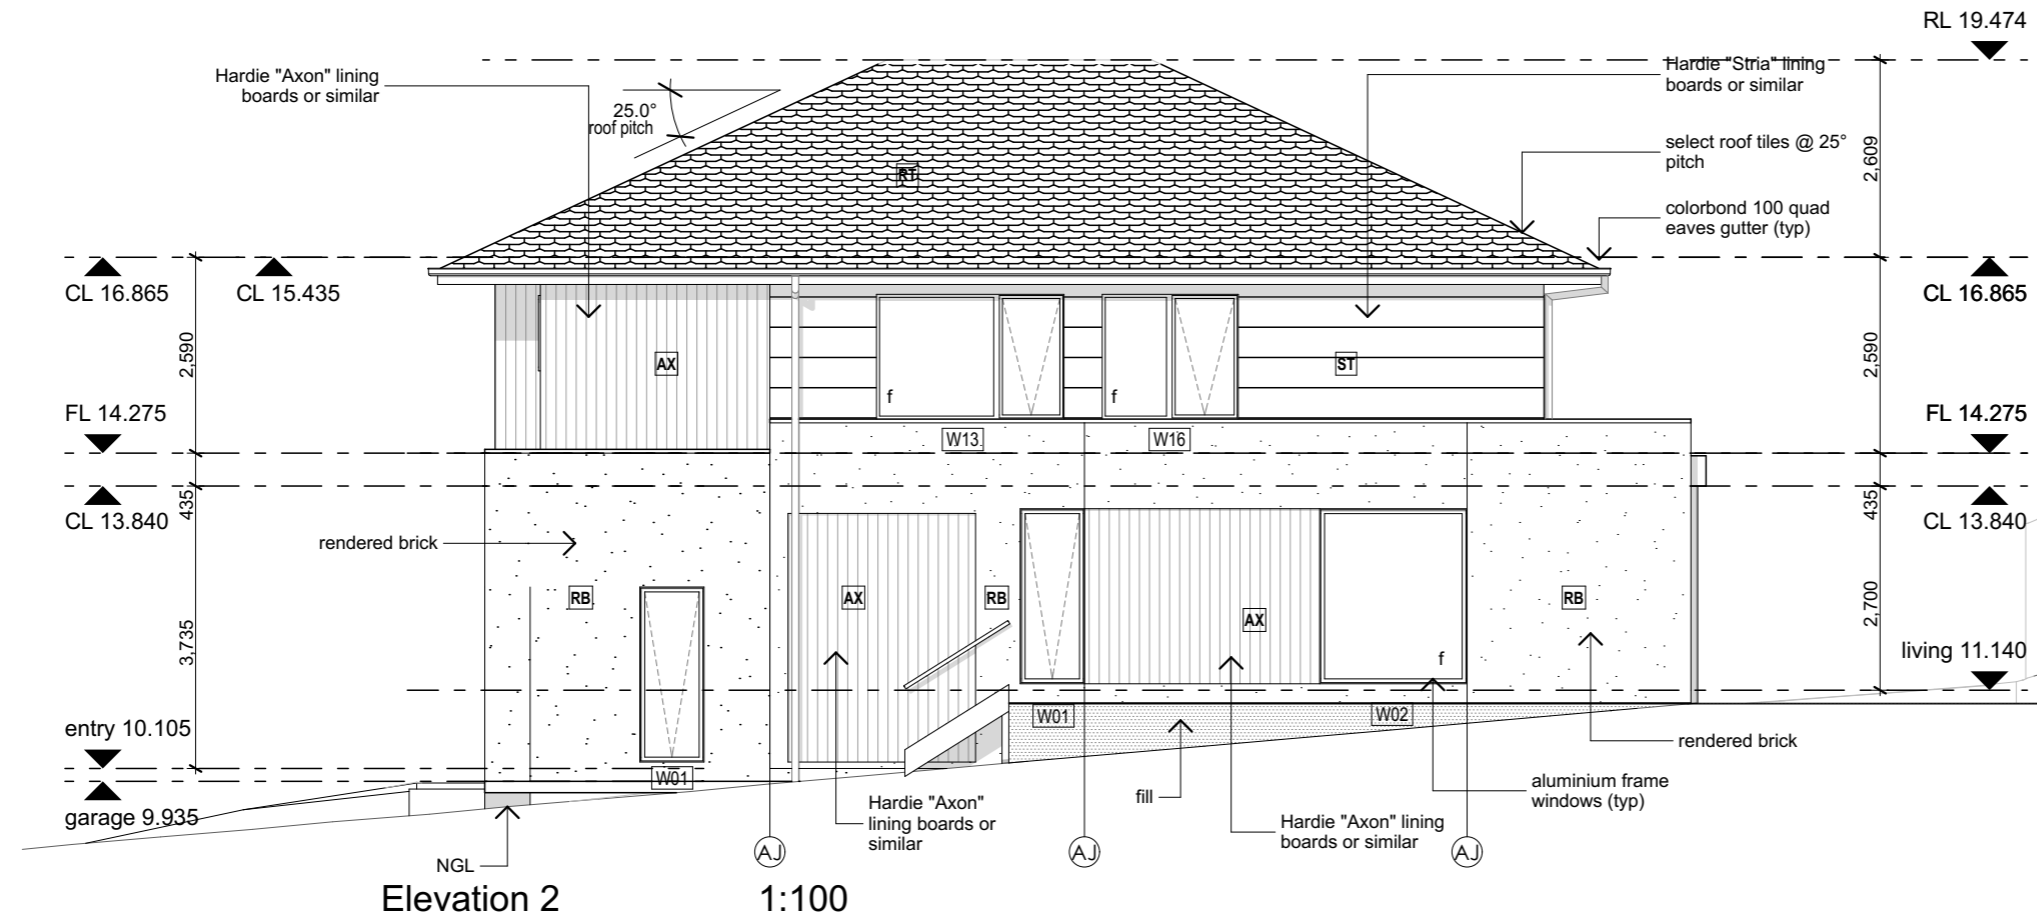 RL 19.474
Hardie "Axon" lining
boards or similar
25.0°
roof pitch
Hardie "Stria" lining
boards or similar
select roof tiles @ 25°
pitch
colorbond 100 quad
eaves gutter (typ)
2,609
RT
CL 16.865
CL 15.435
CL 16.865
2,590
AX
ST
2,590
f
f
FL 14.275
FL 14.275
W13
W16
435
CL 13.840
435
CL 13.840
rendered brick
RB
AX
RB
AX
RB
3,735
2,700
f
living 11.140
W01
W02
entry 10.105
W01
garage 9.935
rendered brick
aluminium frame
windows (typ)
fill
Hardie "Axon"
lining boards or
similar
Hardie "Axon" lining
boards or similar
AJ
AJ
AJ
NGL
Elevation 2
1:100